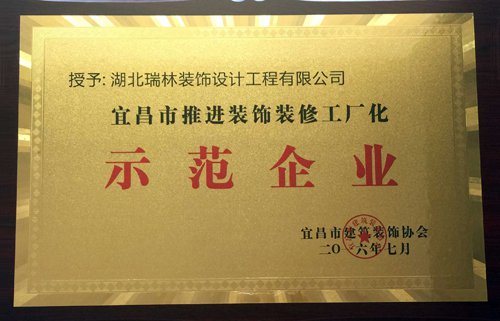 授予: 湖北瑞林装饰设计工程有限公司
宜昌市推进装饰装修工厂化
示范企业
宜昌市建筑装饰协会
二〇一六年七月